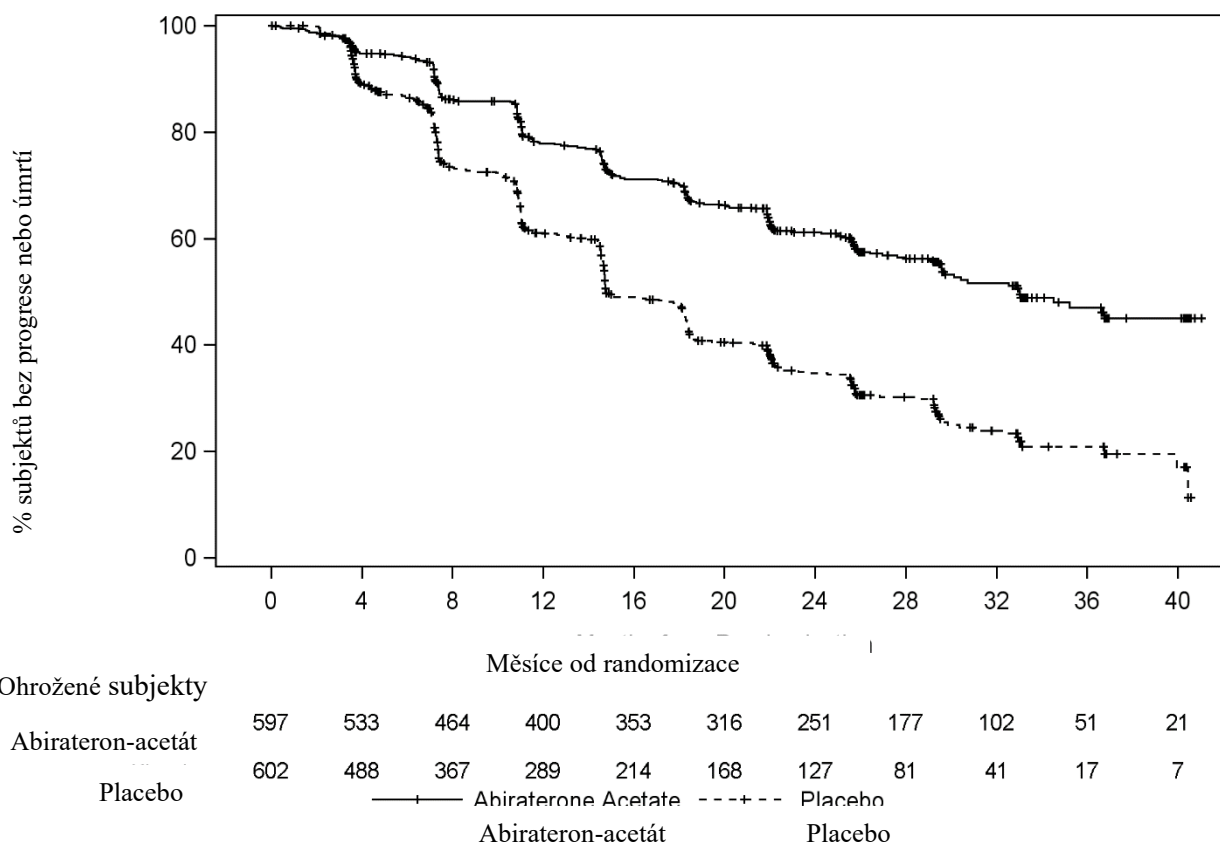 % subjektů bez progrese nebo úmrtí
100
80
60
40
20
0
0 4 8 12 16 20 24 28 32 36 40
Měsíce od randomizace
Ohrožené subjekty
597 533 464 400 353 316 251 177 102 51 21
Abirateron-acetát
602 488 367 289 214 168 127 81 41 17 7
Placebo
Abiraterone Acetate Placebo
Abirateron-acetát Placebo